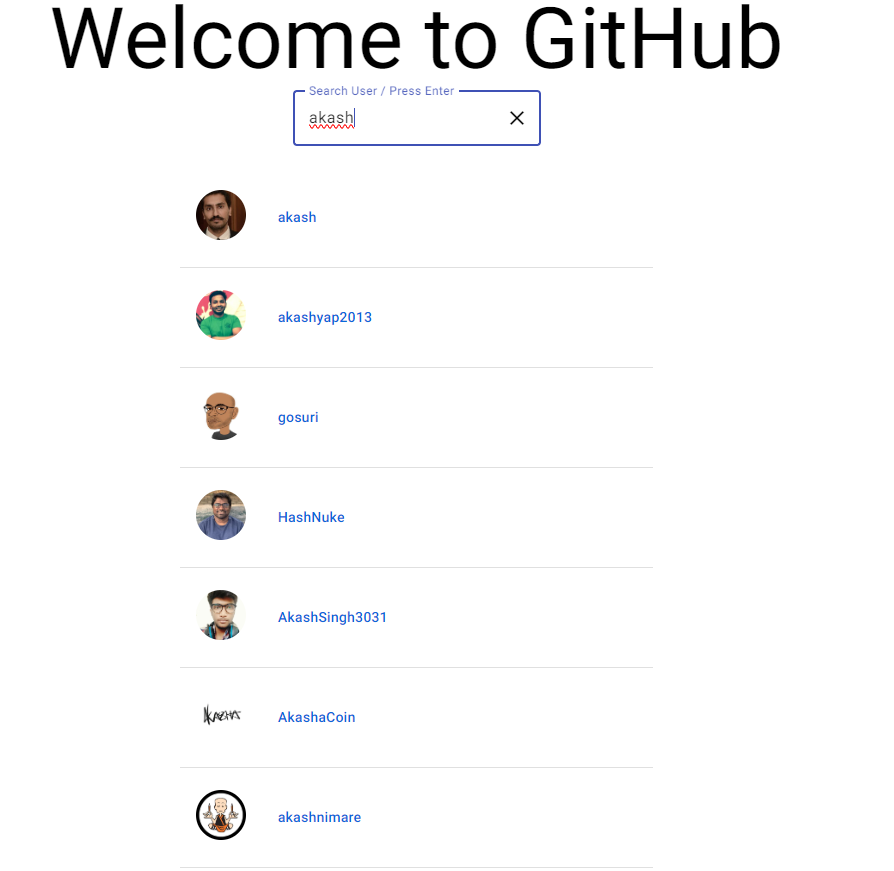 Welcome to GitHub
Search User / Press Enter
akash
akash
akashyap2013
gosuri
HashNuke
AkashSingh3031
AkashaCoin
akashnimare